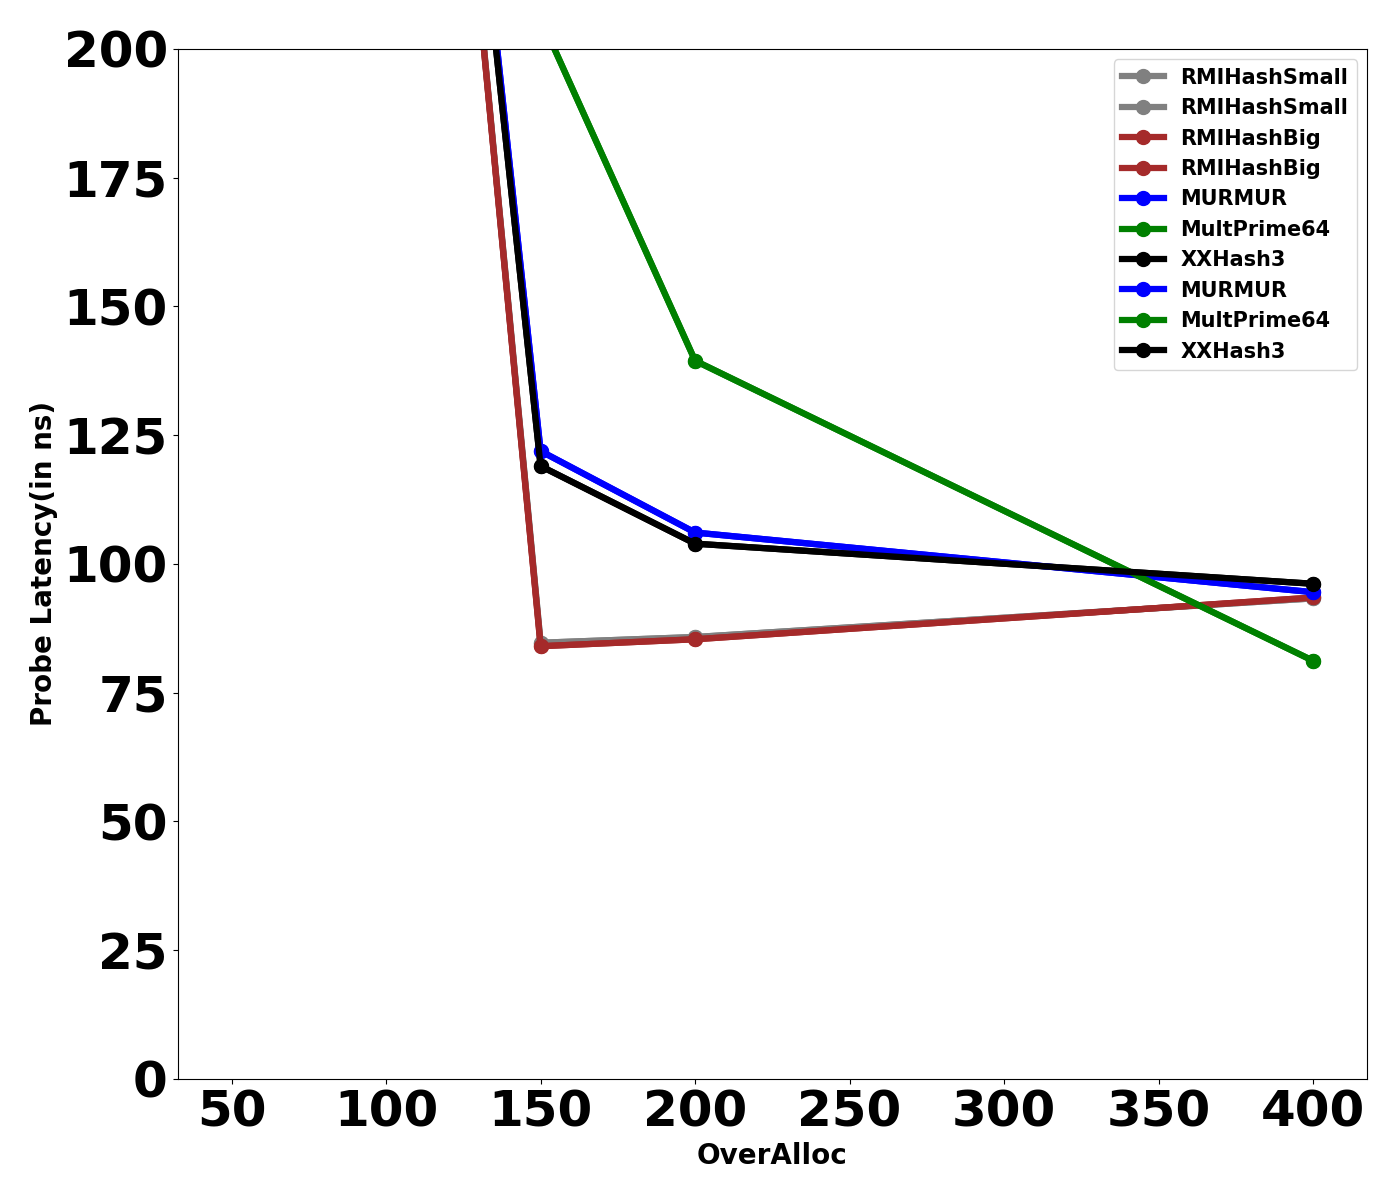 200
175
150
125
100
75
50
25
0
Probe Latency(in ns)
RMIHashSmall
RMIHashSmall
RMIHashBig
RMIHashBig
MURMUR
MultPrime64
XXHash3
MURMUR
MultPrime64
XXHash3
50 100 150 200 250 300 350 400
OverAlloc